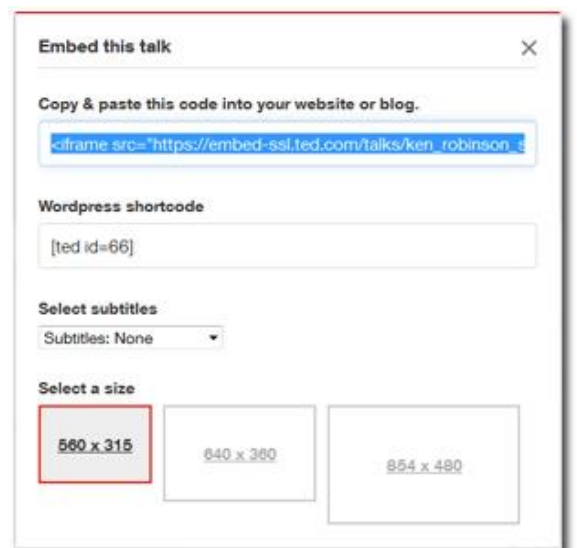 Embed this talk
Copy & paste this code into your website or blog.
<iframe src="https://embed-ssl.ted.com/talks/ken_robinson_s
Wordpress shortcode
[ted id=66]
Select subtitles
Subtitles: None
Select a size
560 x 315
640 x 360
854 x 480